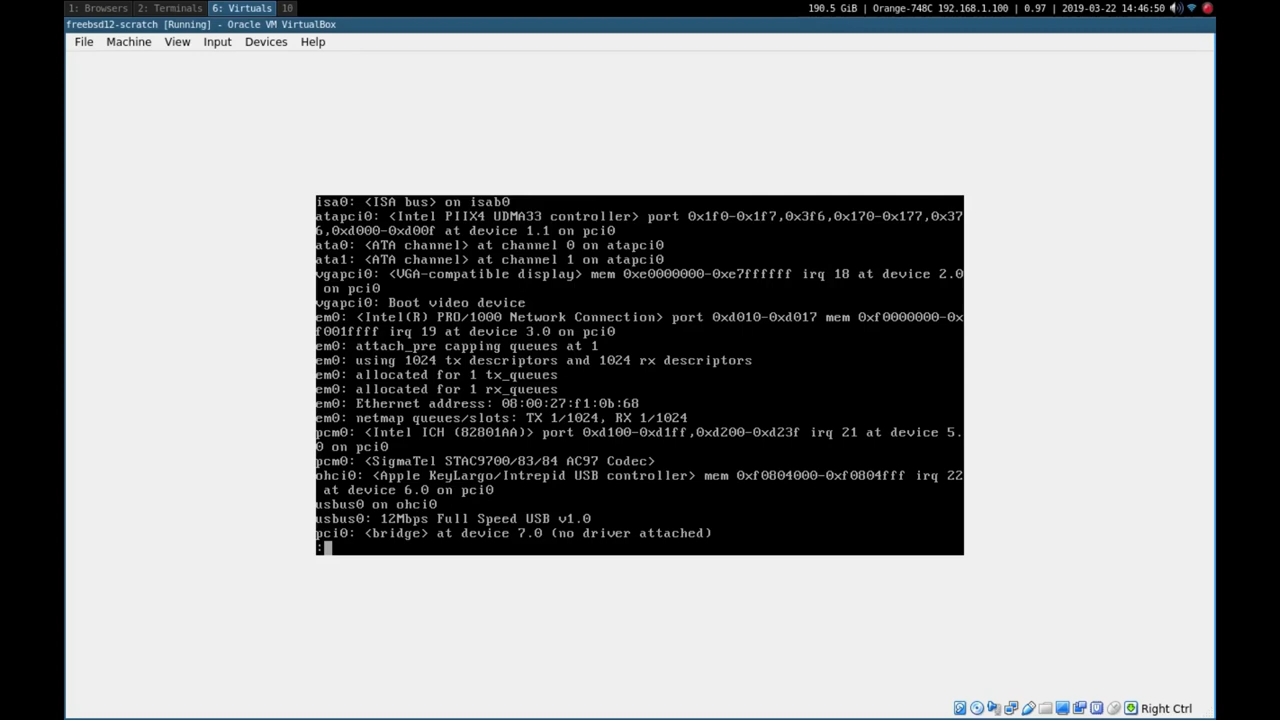 1: Browsers 2: Terminals 6: Virtuals 10 190.5 GiB | Orange-748C 192.168.1.100 | 0.97 | 2019-03-22 14:46:50
freebsd12-scratch [Running] - Oracle VM VirtualBox
File Machine View Input Devices Help
isa0: <ISA bus> on isab0
atapci0: <Intel PIIX4 UDMA33 controller> port 0x1f0-0x1f7,0x3f6,0x170-0x177,0x37
6,0xd000-0xd00f at device 1.1 on pci0
ata0: <ATA channel> at channel 0 on atapci0
ata1: <ATA channel> at channel 1 on atapci0
vgapci0: <VGA-compatible display> mem 0xe0000000-0xe7ffffff irq 18 at device 2.0
on pci0
vgapci0: Boot video device
em0: <Intel(R) PRO/1000 Network Connection> port 0xd010-0xd017 mem 0xf0000000-0x
f001ffff irq 19 at device 3.0 on pci0
em0: attach_pre capping queues at 1
em0: using 1024 tx descriptors and 1024 rx descriptors
em0: allocated for 1 tx_queues
em0: allocated for 1 rx_queues
em0: Ethernet address: 08:00:27:f1:0b:68
em0: netmap queues/slots: TX 1/1024, RX 1/1024
pcm0: <Intel ICH (82801AA)> port 0xd100-0xd1ff,0xd200-0xd23f irq 21 at device 5.
0 on pci0
pcm0: <SigmaTel STAC9700/83/84 AC97 Codec>
ohci0: <Apple KeyLargo/Intrepid USB controller> mem 0xf0804000-0xf0804fff irq 22
at device 6.0 on pci0
usbus0 on ohci0
usbus0: 12Mbps Full Speed USB v1.0
pci0: <bridge> at device 7.0 (no driver attached)
:
Right Ctrl